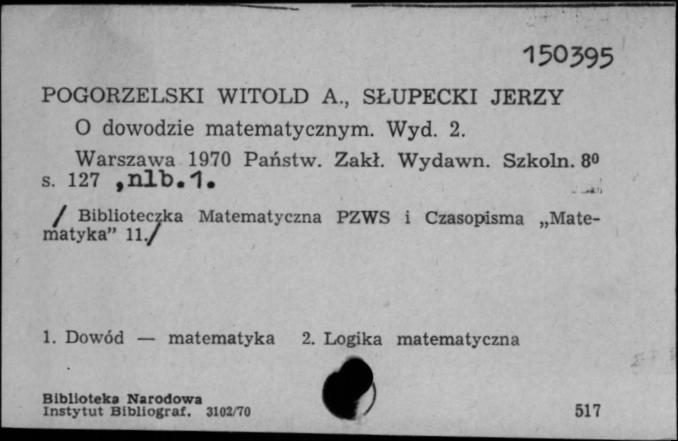 150395
POGORZELSKI WITOLD A., SŁUPECKI JERZY
O dowodzie matematycznym. Wyd. 2.
Warszawa 1970 Państw. Zakł. Wydawn. Szkoln. 8⁰
s. 127 ,nlb.1.
/ Biblioteczka Matematyczna PZWS i Czasopisma „Mate-
matyka” 11./
1. Dowód — matematyka 2. Logika matematyczna
Biblioteka Narodowa
Instytut Bibliograf. 3102/70
517